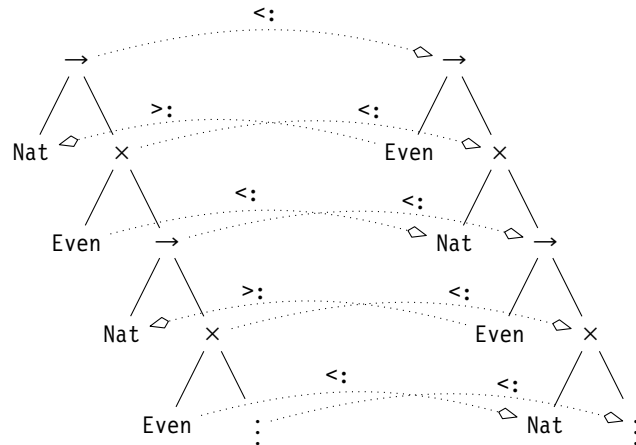 <:
→ →
>: <:
Nat × Even ×
<: <:
Even → Nat →
>: <:
Nat × Even ×
<: <:
Even : Nat :